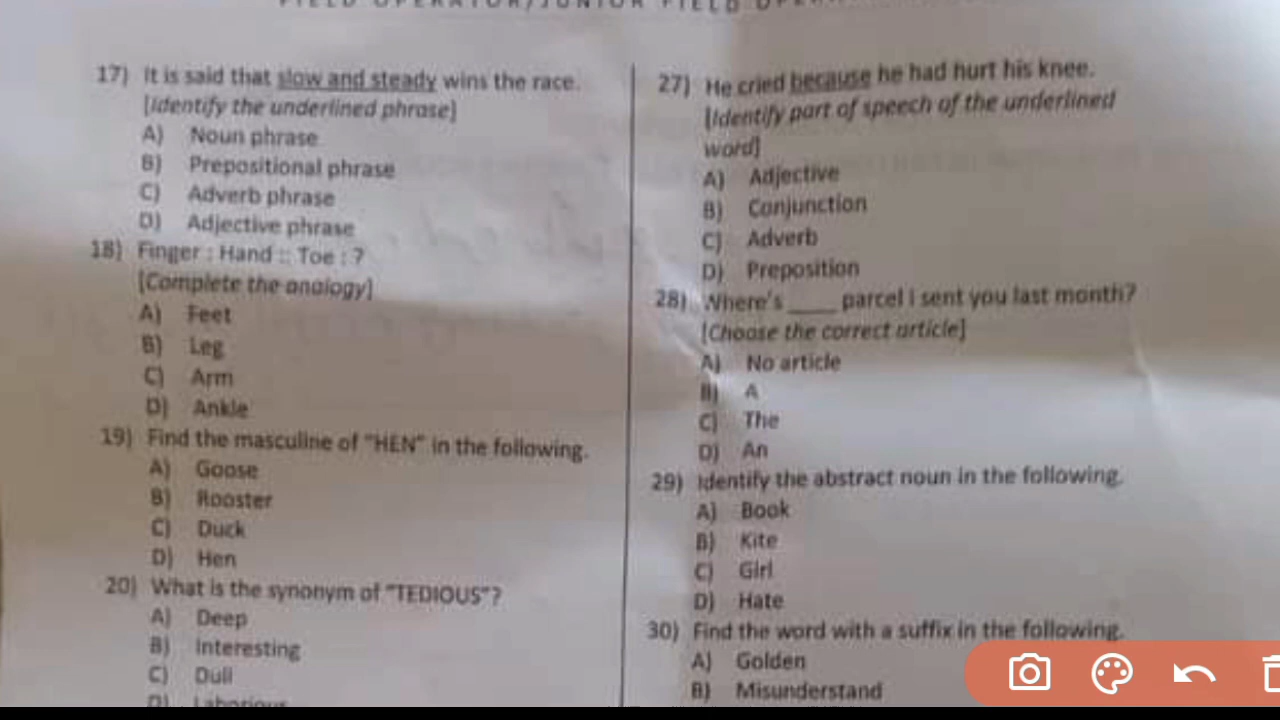 FIELD OPERATOR/JUNIOR FIELD
17) It is said that slow and steady wins the race.
[Identify the underlined phrase]
A) Noun phrase
B) Prepositional phrase
C) Adverb phrase
D) Adjective phrase
18) Finger : Hand :: Toe : ?
[Complete the analogy]
A) Feet
B) Leg
C) Arm
D) Ankle
19) Find the masculine of "HEN" in the following.
A) Goose
B) Rooster
C) Duck
D) Hen
20) What is the synonym of "TEDIOUS"?
A) Deep
B) Interesting
C) Dull
D) Laborious
27) He cried because he had hurt his knee.
[Identify part of speech of the underlined
word]
A) Adjective
B) Conjunction
C) Adverb
D) Preposition
28) Where's ____ parcel I sent you last month?
[Choose the correct article]
A) No article
B) A
C) The
D) An
29) Identify the abstract noun in the following.
A) Book
B) Kite
C) Girl
D) Hate
30) Find the word with a suffix in the following.
A) Golden
B) Misunderstand